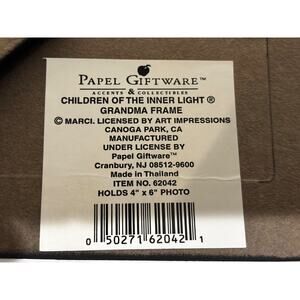 PAPEL GIFTWARE™
ACCENTS & COLLECTIBLES
CHILDREN OF THE INNER LIGHT ®
GRANDMA FRAME
© MARCI. LICENSED BY ART IMPRESSIONS
CANOGA PARK, CA
MANUFACTURED
UNDER LICENSE BY
Papel Giftware™
Cranbury, NJ 08512-9600
Made in Thailand
ITEM NO. 62042
HOLDS 4" x 6" PHOTO
0 50271 62042 1